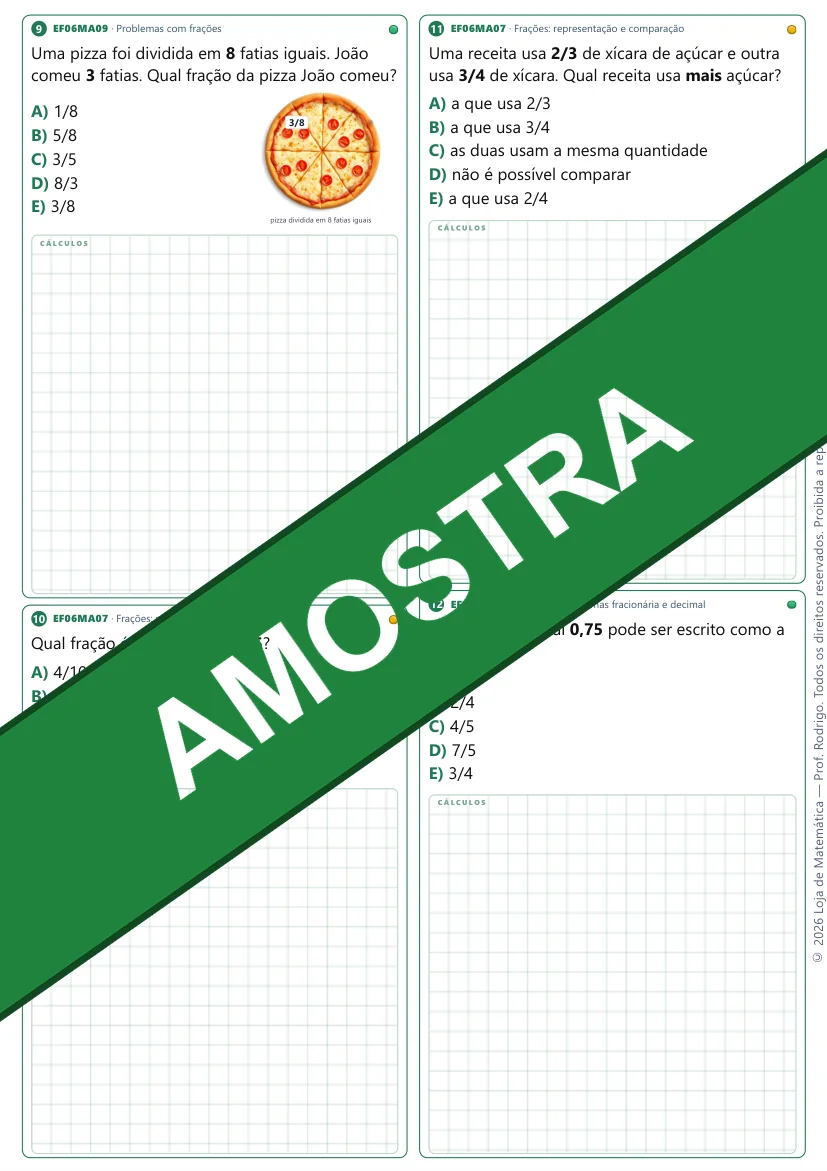 9 EF06MA09 · Problemas com frações
Uma pizza foi dividida em 8 fatias iguais. João
comeu 3 fatias. Qual fração da pizza João comeu?
A) 1/8
B) 5/8
C) 3/5
D) 8/3
E) 3/8
3/8
pizza dividida em 8 fatias iguais
CÁLCULOS
10 EF06MA07 · Frações:
Qual fração
A)
B)
11 EF06MA07 · Frações: representação e comparação
Uma receita usa 2/3 de xícara de açúcar e outra
usa 3/4 de xícara. Qual receita usa mais açúcar?
A) a que usa 2/3
B) a que usa 3/4
C) as duas usam a mesma quantidade
D) não é possível comparar
E) a que usa 2/4
CÁLCULOS
12 fracionária e decimal
0,75 pode ser escrito como a
2/4
C) 4/5
D) 7/5
E) 3/4
CÁLCULOS
AMOSTRA
© 2026 Loja de Matemática — Prof. Rodrigo. Todos os direitos reservados. Proibida a